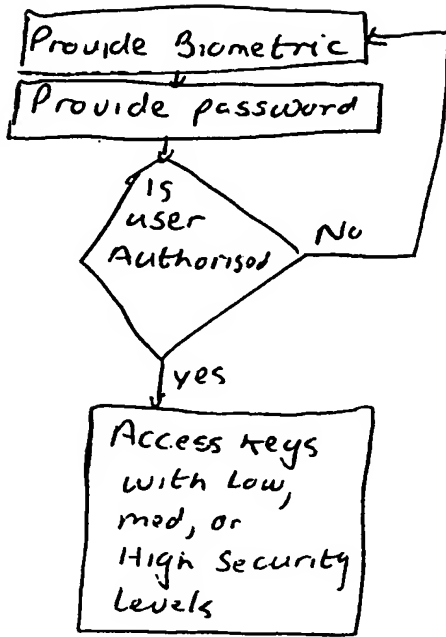 Provide Biometric
Provide password
Is
user
Authorised
No
yes
Access keys
with Low,
med, or
High Security
Levels